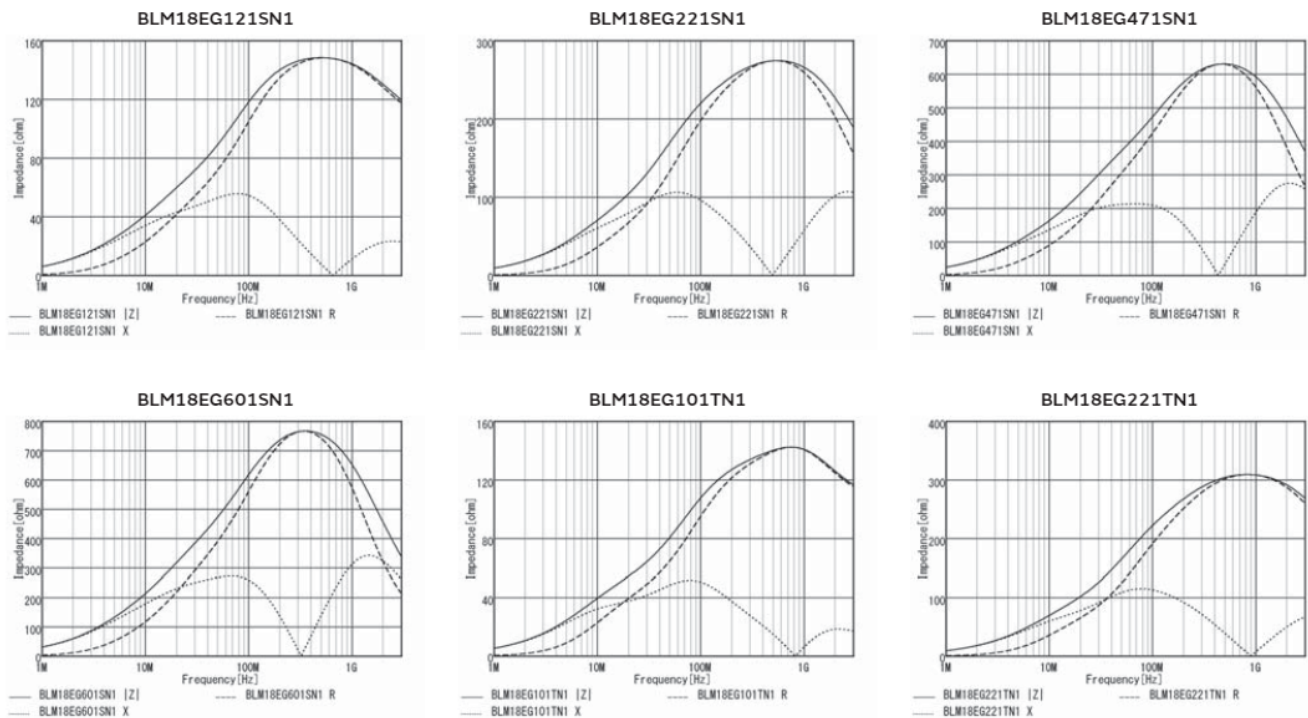 BLM18EG121SN1
160
120
80
40
0
Impedance[ohm]
1M 10M 100M 1G
Frequency[Hz]
BLM18EG121SN1 |Z| BLM18EG121SN1 R
BLM18EG121SN1 X
BLM18EG221SN1
300
200
100
0
Impedance[ohm]
1M 10M 100M 1G
Frequency[Hz]
BLM18EG221SN1 |Z| BLM18EG221SN1 R
BLM18EG221SN1 X
BLM18EG471SN1
700
600
500
400
300
200
100
0
Impedance[ohm]
1M 10M 100M 1G
Frequency[Hz]
BLM18EG471SN1 |Z| BLM18EG471SN1 R
BLM18EG471SN1 X
BLM18EG601SN1
800
700
600
500
400
300
200
100
0
Impedance[ohm]
1M 10M 100M 1G
Frequency[Hz]
BLM18EG601SN1 |Z| BLM18EG601SN1 R
BLM18EG601SN1 X
BLM18EG101TN1
160
120
80
40
0
Impedance[ohm]
1M 10M 100M 1G
Frequency[Hz]
BLM18EG101TN1 |Z| BLM18EG101TN1 R
BLM18EG101TN1 X
BLM18EG221TN1
400
300
200
100
0
Impedance[ohm]
1M 10M 100M 1G
Frequency[Hz]
BLM18EG221TN1 |Z| BLM18EG221TN1 R
BLM18EG221TN1 X